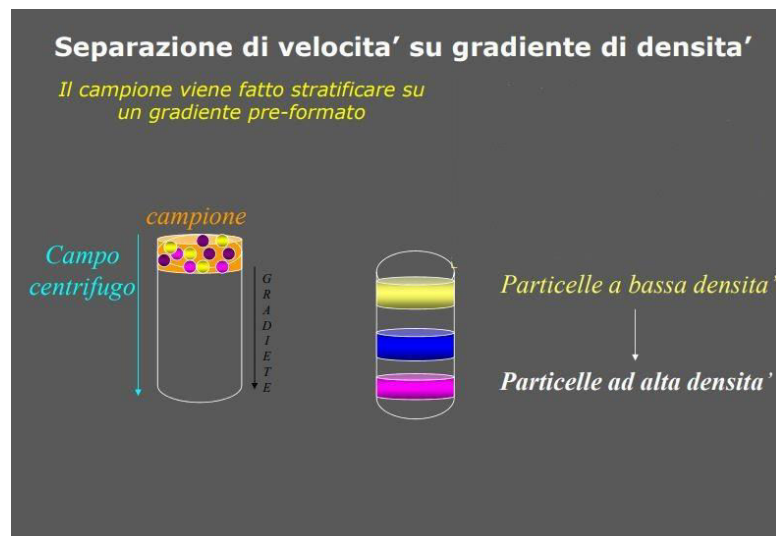 Separazione di velocita’ su gradiente di densita’
Il campione viene fatto stratificare su
un gradiente pre-formato
campione
Campo
centrifugo
GRADIETE
Particelle a bassa densita’
Particelle ad alta densita’